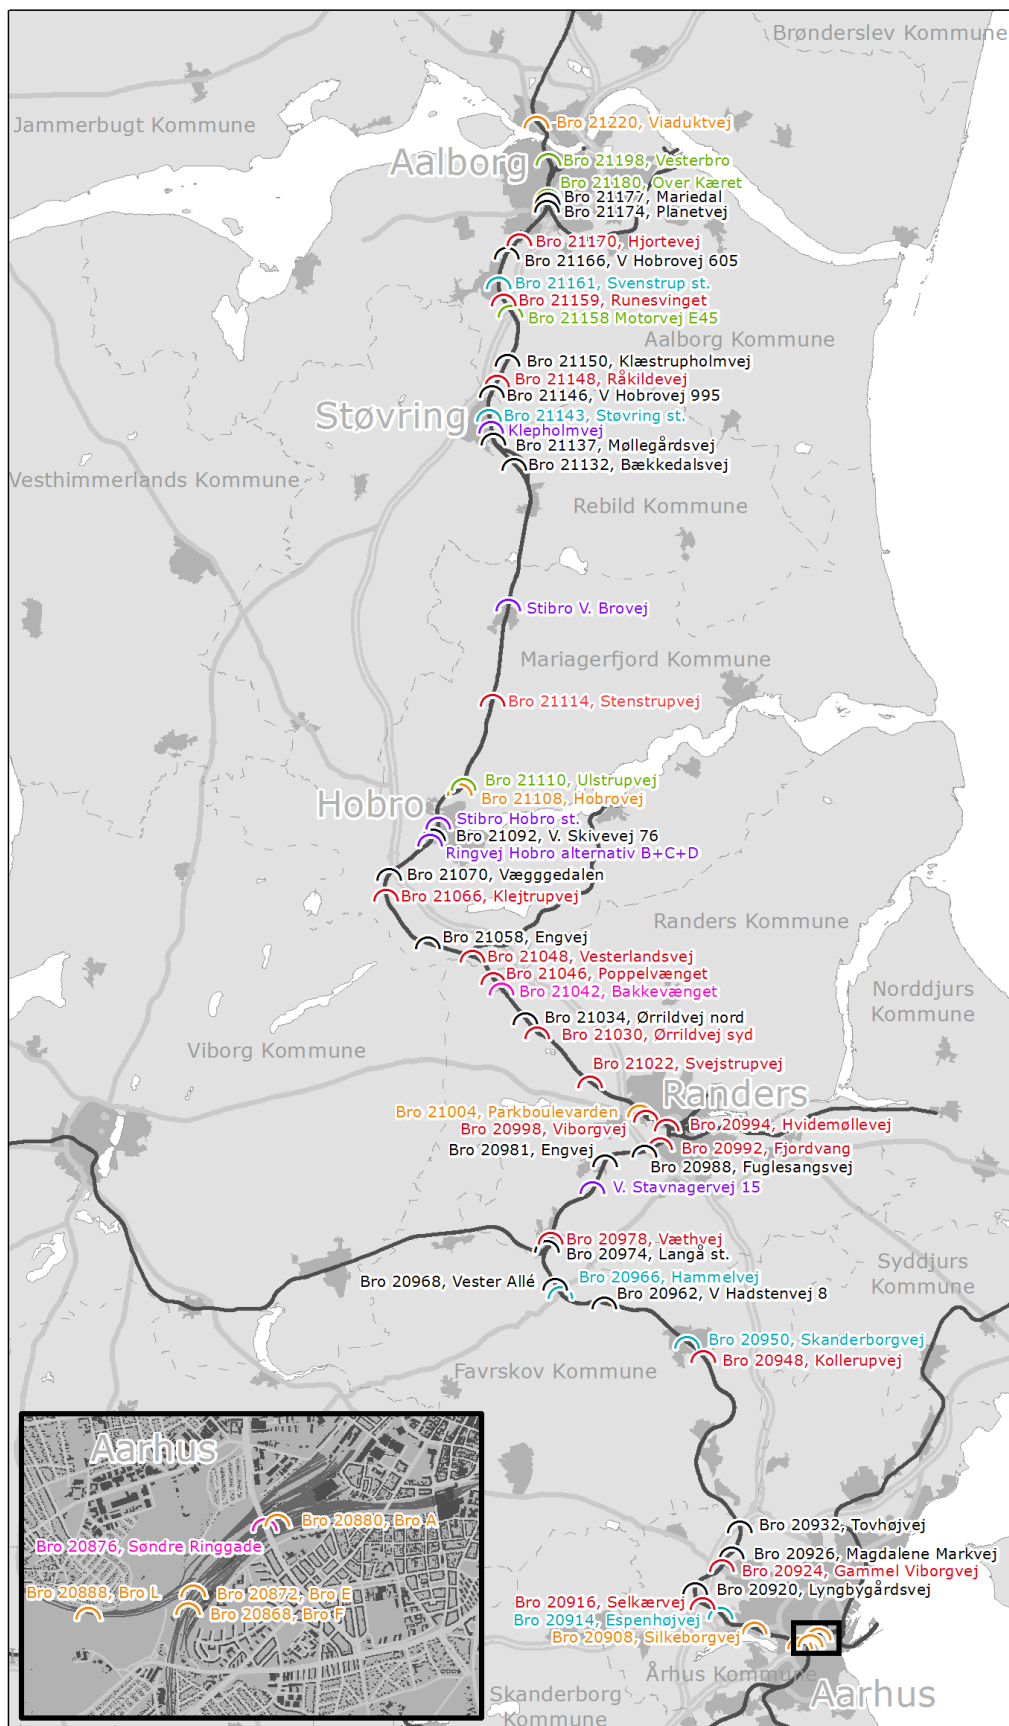 Brønderslev Kommune
Jammerbugt Kommune
Bro 21220, Viaduktvej
Aalborg
Bro 21198, Vesterbro
Bro 21180, Over Kæret
Bro 21177, Mariedal
Bro 21174, Planetvej
Bro 21170, Hjortevej
Bro 21166, V Hobrovej 605
Bro 21161, Svenstrup st.
Bro 21159, Runesvinget
Bro 21158 Motorvej E45
Aalborg Kommune
Bro 21150, Klæstrupholmvej
Bro 21148, Råkildevej
Bro 21146, V Hobrovej 995
Støvring
Bro 21143, Støvring st.
Klepholmvej
Bro 21137, Møllegårdsvej
Bro 21132, Bækkedalsvej
Vesthimmerlands Kommune
Rebild Kommune
Stibro V. Brovej
Mariagerfjord Kommune
Bro 21114, Stenstrupvej
Bro 21110, Ulstrupvej
Bro 21108, Hobrovej
Hobro
Stibro Hobro st.
Bro 21092, V. Skivevej 76
Ringvej Hobro alternativ B+C+D
Bro 21070, Vægggedalen
Bro 21066, Klejtrupvej
Randers Kommune
Bro 21058, Engvej
Bro 21048, Vesterlandsvej
Bro 21046, Poppelvænget
Bro 21042, Bakkevænget
Norddjurs
Kommune
Bro 21034, Ørrildvej nord
Bro 21030, Ørrildvej syd
Viborg Kommune
Bro 21022, Svejstrupvej
Randers
Bro 21004, Parkboulevarden
Bro 20998, Viborgvej
Bro 20994, Hvidemøllevej
Bro 20992, Fjordvang
Bro 20981, Engvej
Bro 20988, Fuglesangsvej
V. Stavnagervej 15
Bro 20978, Væthvej
Bro 20974, Langå st.
Syddjurs
Kommune
Bro 20968, Vester Allé
Bro 20966, Hammelvej
Bro 20962, V Hadstenvej 8
Bro 20950, Skanderborgvej
Bro 20948, Kollerupvej
Favrskov Kommune
Aarhus
Bro 20880, Bro A
Bro 20876, Søndre Ringgade
Bro 20888, Bro L
Bro 20872, Bro E
Bro 20868, Bro F
Bro 20932, Tovhøjvej
Bro 20926, Magdalene Markvej
Bro 20924, Gammel Viborgvej
Bro 20920, Lyngbygårdsvej
Bro 20916, Selkærvej
Bro 20914, Espenhøjvej
Bro 20908, Silkeborgvej
Århus Kommune
Aarhus
Skanderborg
Kommune